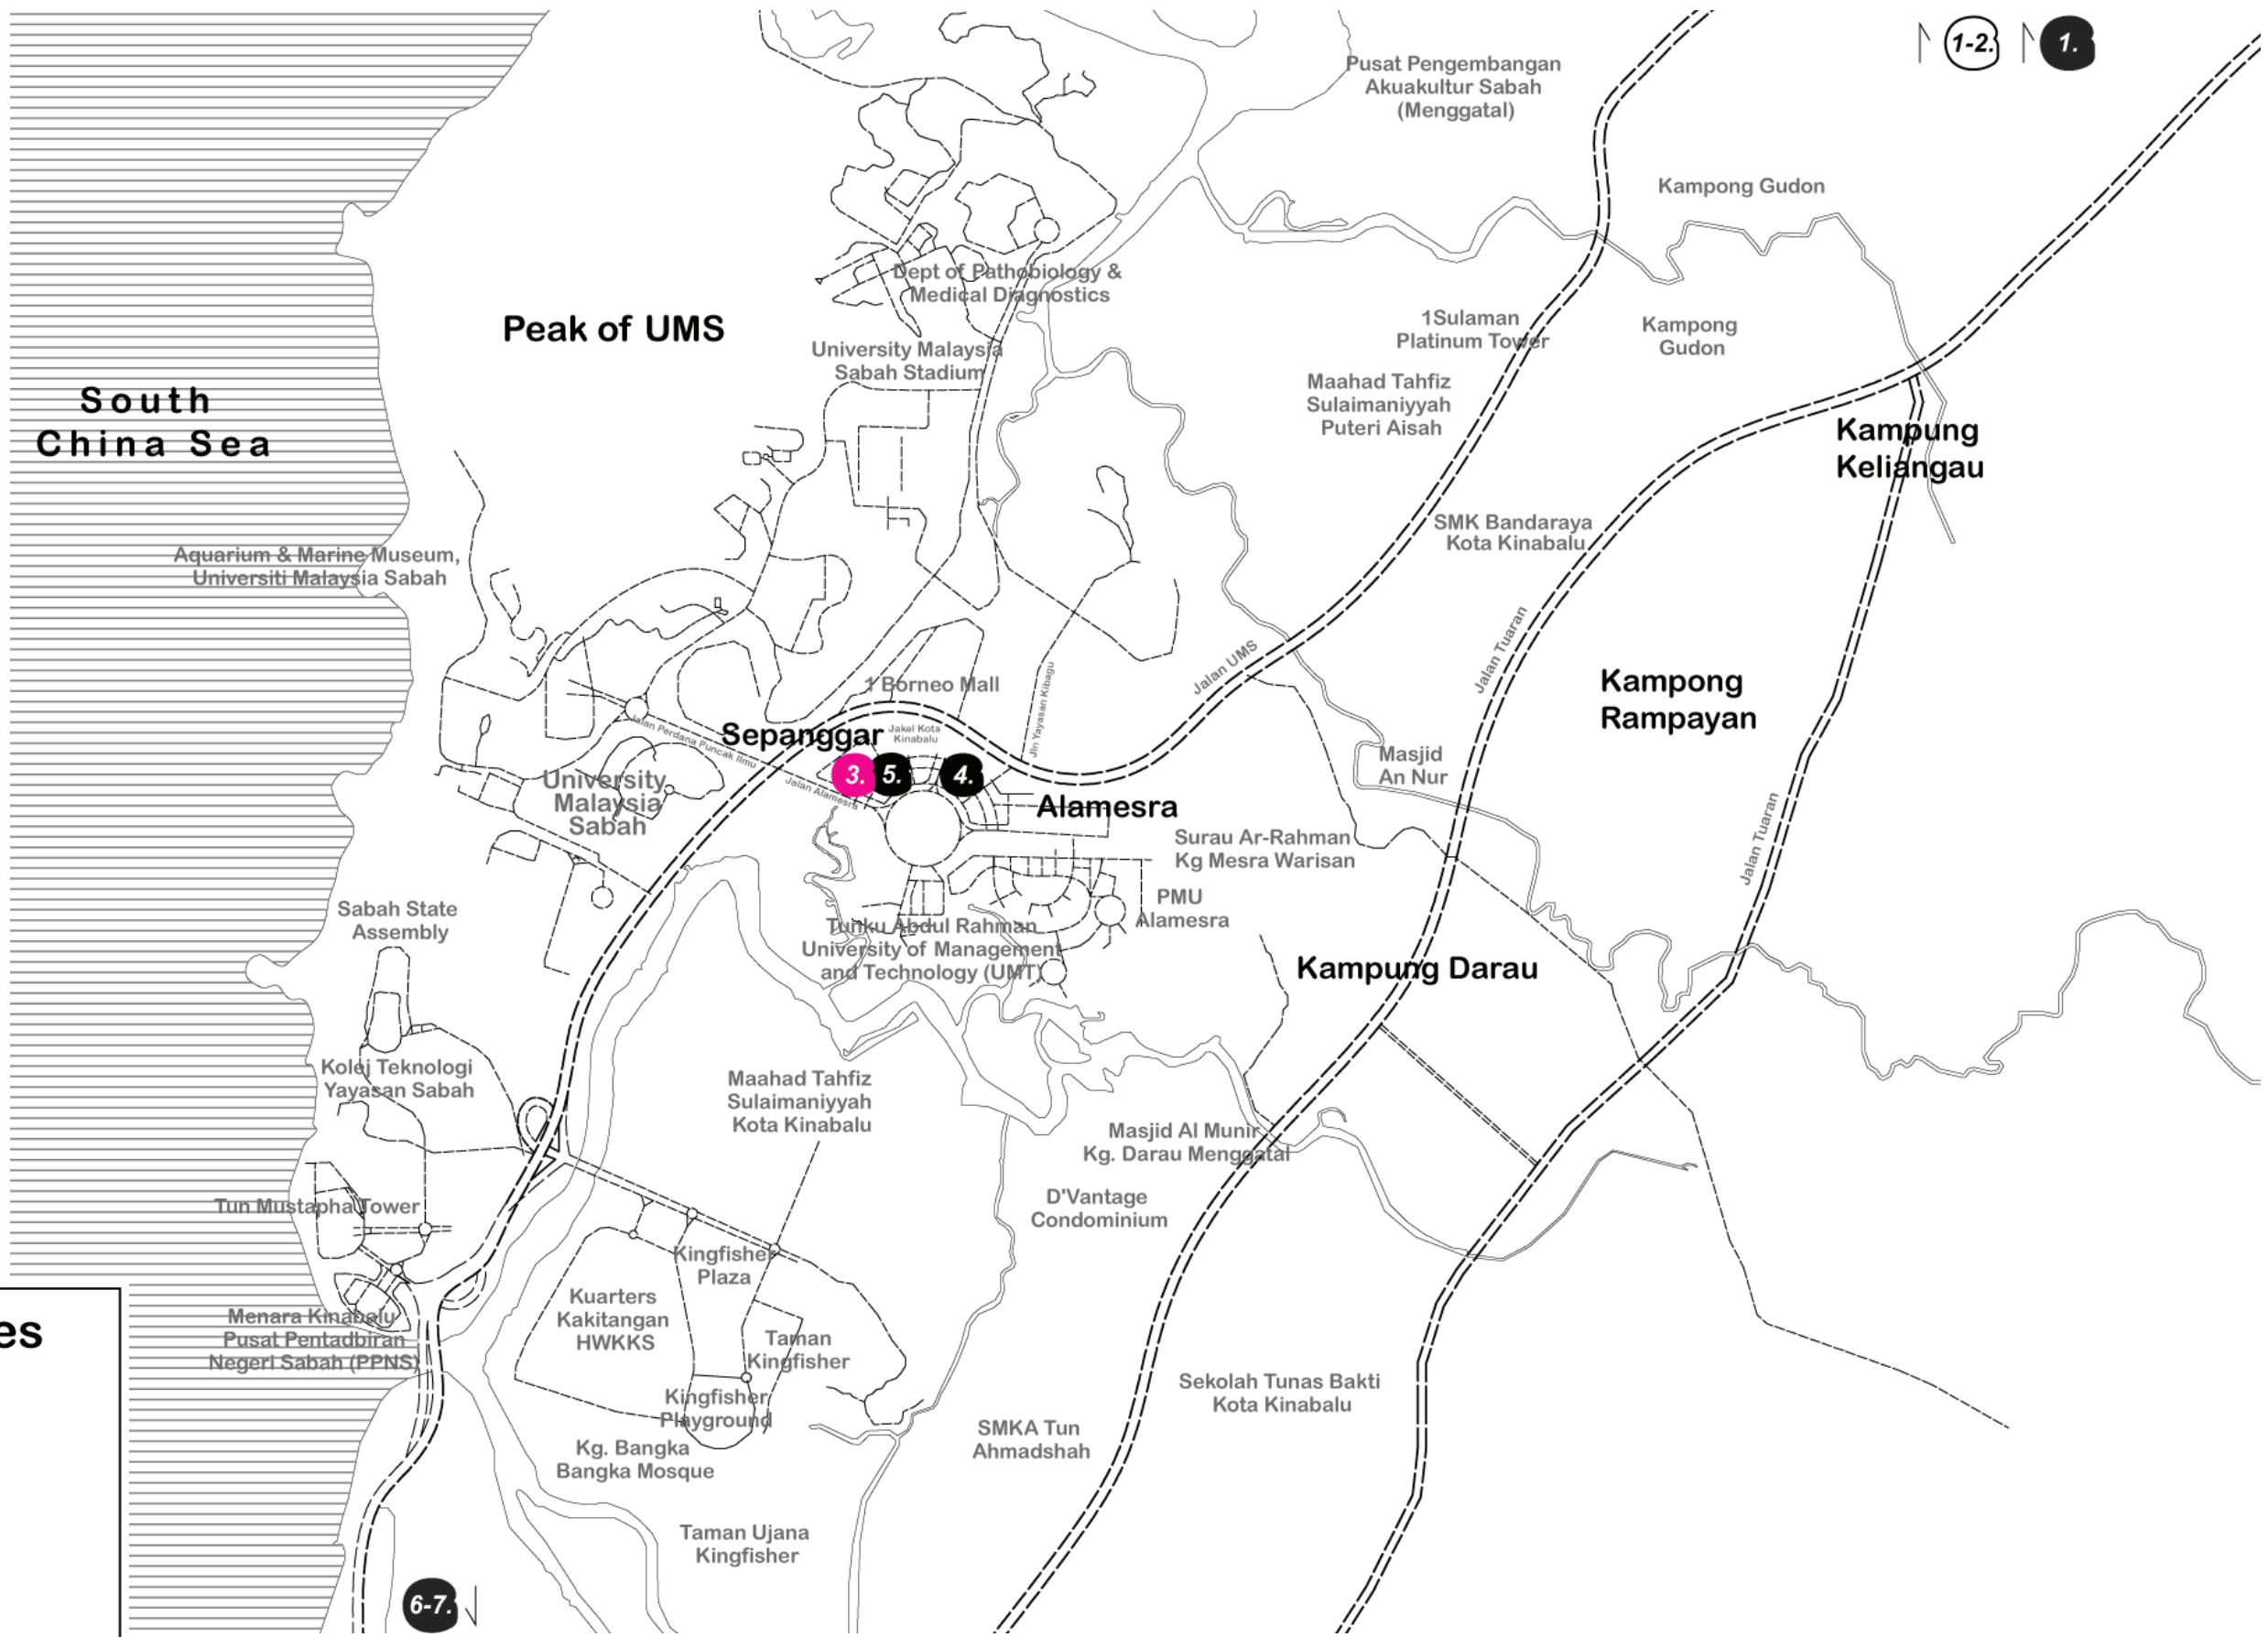 1-2.
1.
Pusat Pengembangan
Akuakultur Sabah
(Menggatal)
Kampong Gudon
Dept of Pathobiology &
Medical Diagnostics
Peak of UMS
University Malaysia
Sabah Stadium
1Sulaman
Platinum Tower
Kampong
Gudon
South
China Sea
Maahad Tahfiz
Sulaimaniyyah
Puteri Aisah
Kampung
Keliangau
SMK Bandaraya
Kota Kinabalu
Aquarium & Marine Museum,
Universiti Malaysia Sabah
Jalan UMS
Jalan Tuaran
1 Borneo Mall
Jln Yayasan Kibagu
Kampong
Rampayan
Jalan Perdana Puncak Ilmu
Sepanggar
Jakel Kota
Kinabalu
3.
5.
4.
Jalan Alamesra
Masjid
An Nur
University
Malaysia
Sabah
Alamesra
Jalan Tuaran
Surau Ar-Rahman
Kg Mesra Warisan
PMU
Alamesra
Sabah State
Assembly
Tunku Abdul Rahman
University of Management
and Technology (UMT)
Kampung Darau
Kolej Teknologi
Yayasan Sabah
Maahad Tahfiz
Sulaimaniyyah
Kota Kinabalu
Masjid Al Munir
Kg. Darau Menggatal
Tun Mustapha Tower
D'Vantage
Condominium
Kingfisher
Plaza
Kuarters
Kakitangan
HWKKS
Menara Kinabalu
Pusat Pentadbiran
Negeri Sabah (PPNS)
es
Taman
Kingfisher
Kingfisher
Playground
Sekolah Tunas Bakti
Kota Kinabalu
SMKA Tun
Ahmadshah
Kg. Bangka
Bangka Mosque
Taman Ujana
Kingfisher
6-7.